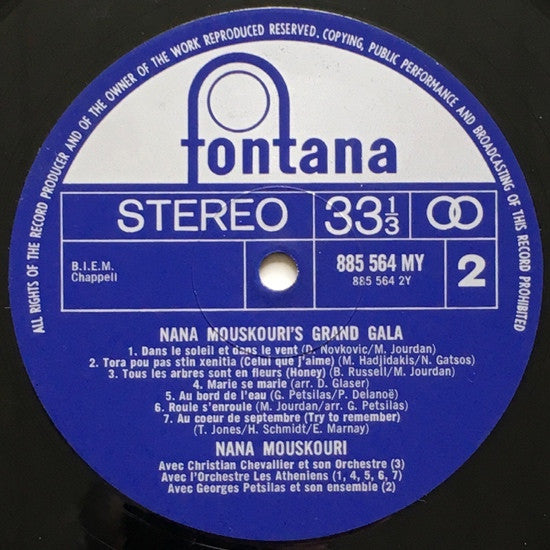 ALL RIGHTS OF THE RECORD PRODUCER AND OF THE OWNER OF THE WORK REPRODUCED RESERVED. COPYING, PUBLIC PERFORMANCE AND BROADCASTING OF THIS RECORD PROHIBITED
fontana
STEREO 33⅓
B.I.E.M.
Chappell
885 564 MY
885 564 2Y
2
NANA MOUSKOURI'S GRAND GALA
1. Dans le soleil et dans le vent (D. Novkovic/M. Jourdan)
2. Tora pou pas stin xenitia (Celui que j'aime) (M. Hadjidakis/N. Gatsos)
3. Tous les arbres sont en fleurs (Honey) (B. Russell/M. Jourdan)
4. Marie se marie (arr. D. Glaser)
5. Au bord de l'eau (G. Petsilas/P. Delanoë)
6. Roule s'enroule (M. Jourdan/arr. G. Petsilas)
7. Au coeur de septembre (Try to remember)
(T. Jones/H. Schmidt/E. Marnay)
NANA MOUSKOURI
Avec Christian Chevallier et son Orchestre (3)
Avec l'Orchestre Les Atheniens (1, 4, 5, 6, 7)
Avec Georges Petsilas et son ensemble (2)